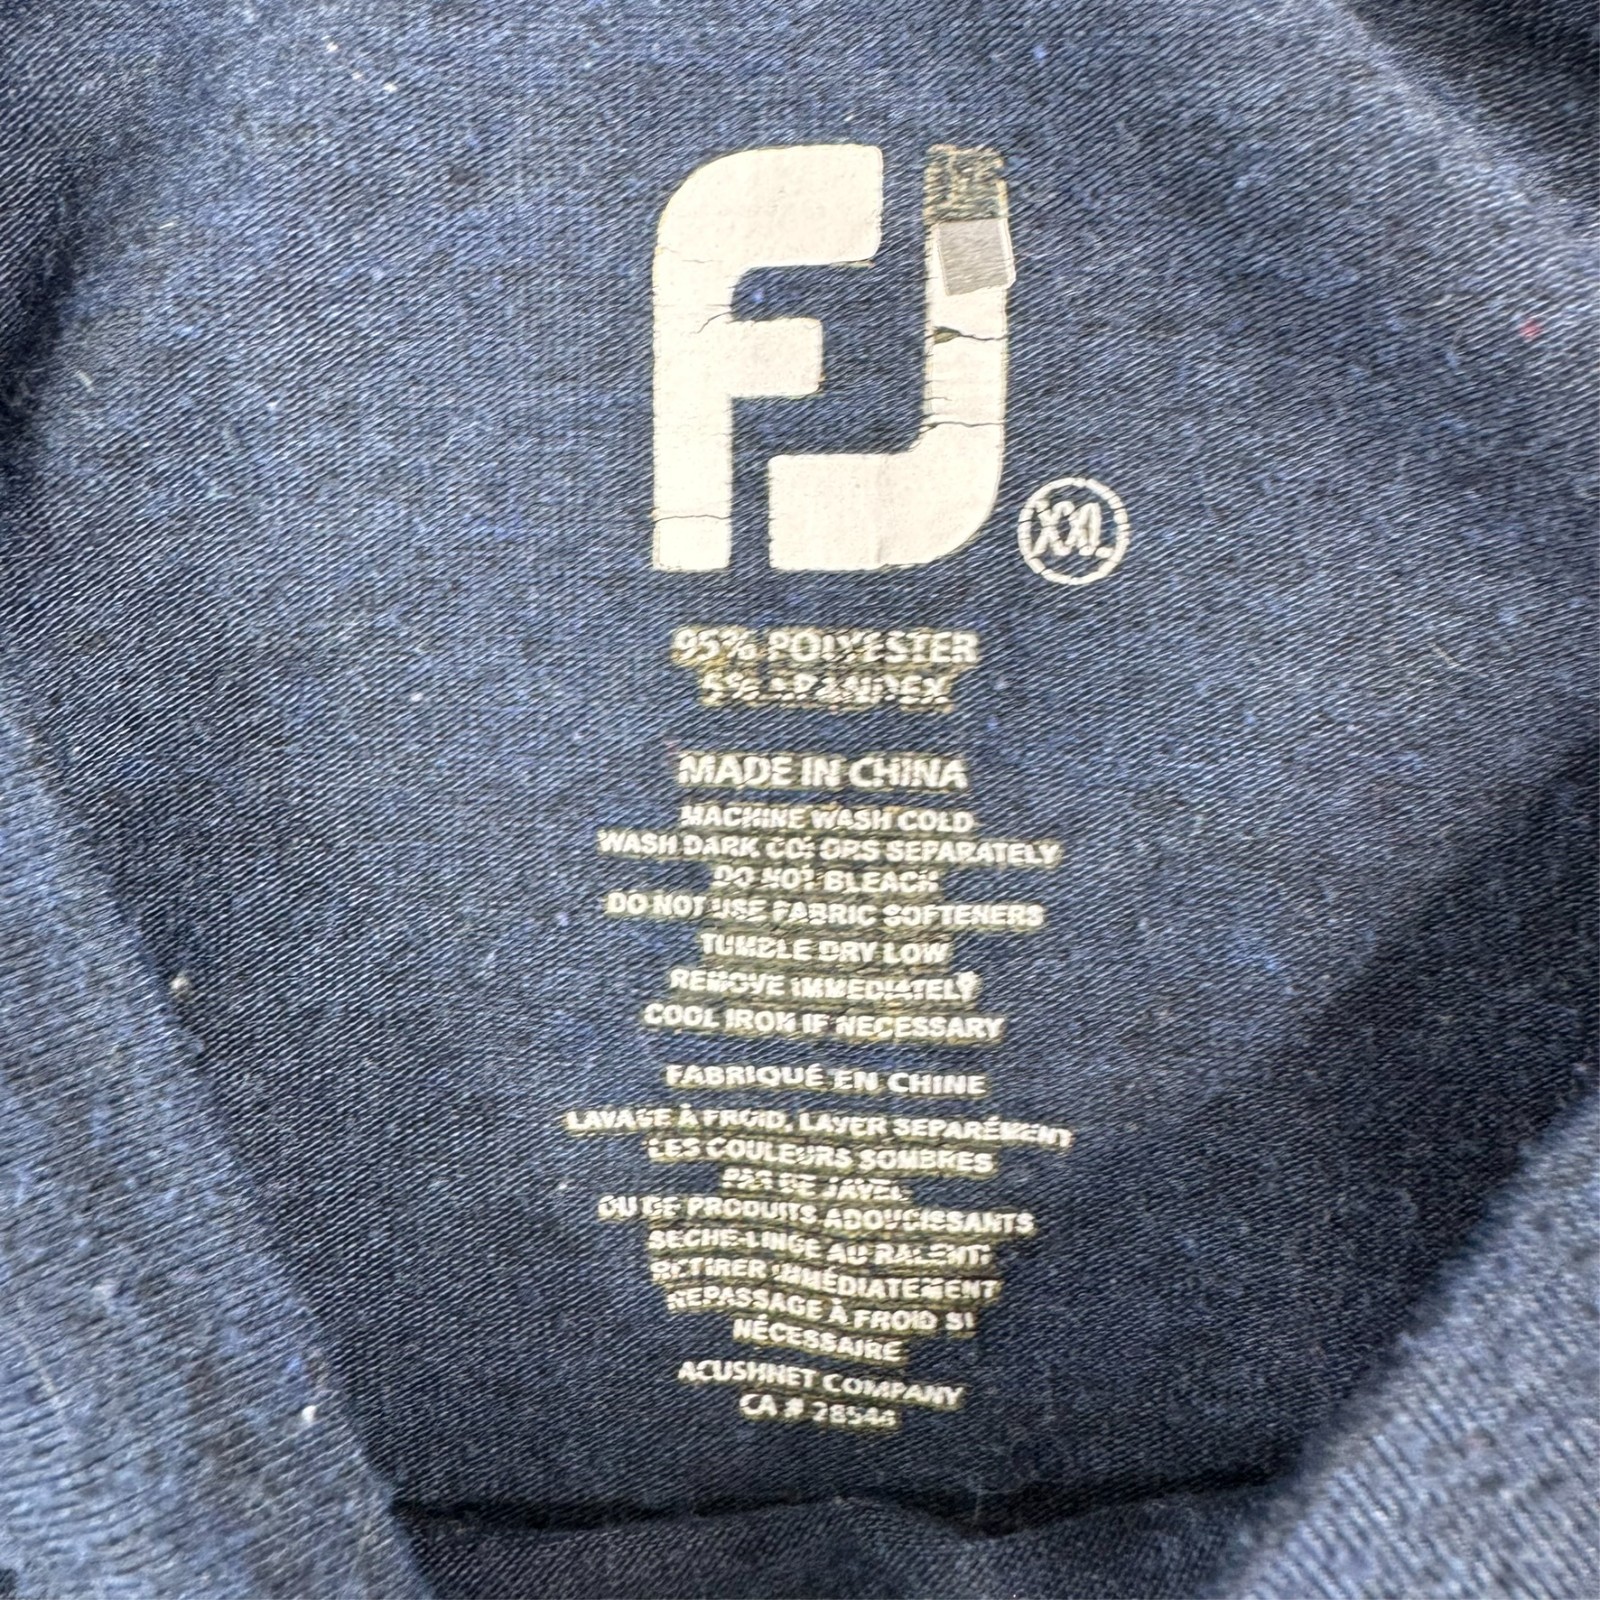 FJ
XXL
95% POLYESTER
5% SPANDEX
MADE IN CHINA
MACHINE WASH COLD
WASH DARK COLORS SEPARATELY
DO NOT BLEACH
DO NOT USE FABRIC SOFTENERS
TUMBLE DRY LOW
REMOVE IMMEDIATELY
COOL IRON IF NECESSARY
FABRIQUÉ EN CHINE
LAVAGE À FROID, LAVER SEPARÉMENT
LES COULEURS SOMBRES
PAS DE JAVEL
OU DE PRODUITS ADOUCISSANTS
SECHE-LINGE AU RALENTI
RETIRER IMMÉDIATEMENT
REPASSAGE À FROID SI
NÉCESSAIRE
ACUSHNET COMPANY
CA #